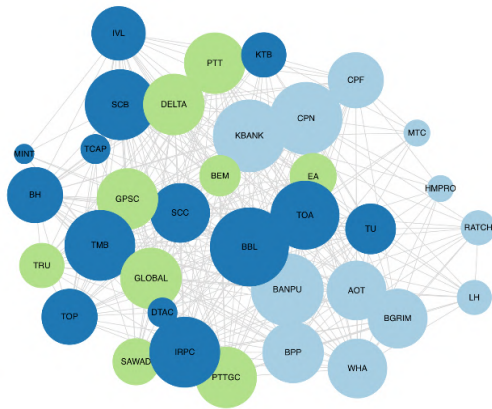 IVL
KTB
PTT
CPF
SCB
DELTA
CPN
KBANK
MTC
TCAP
MINT
BEM
EA
HMPRO
BH
GPSC
SCC
TOA
TU
RATCH
TMB
BBL
TRU
GLOBAL
BANPU
AOT
LH
DTAC
TOP
BGRIM
IRPC
BPP
SAWAD
WHA
PTTGC